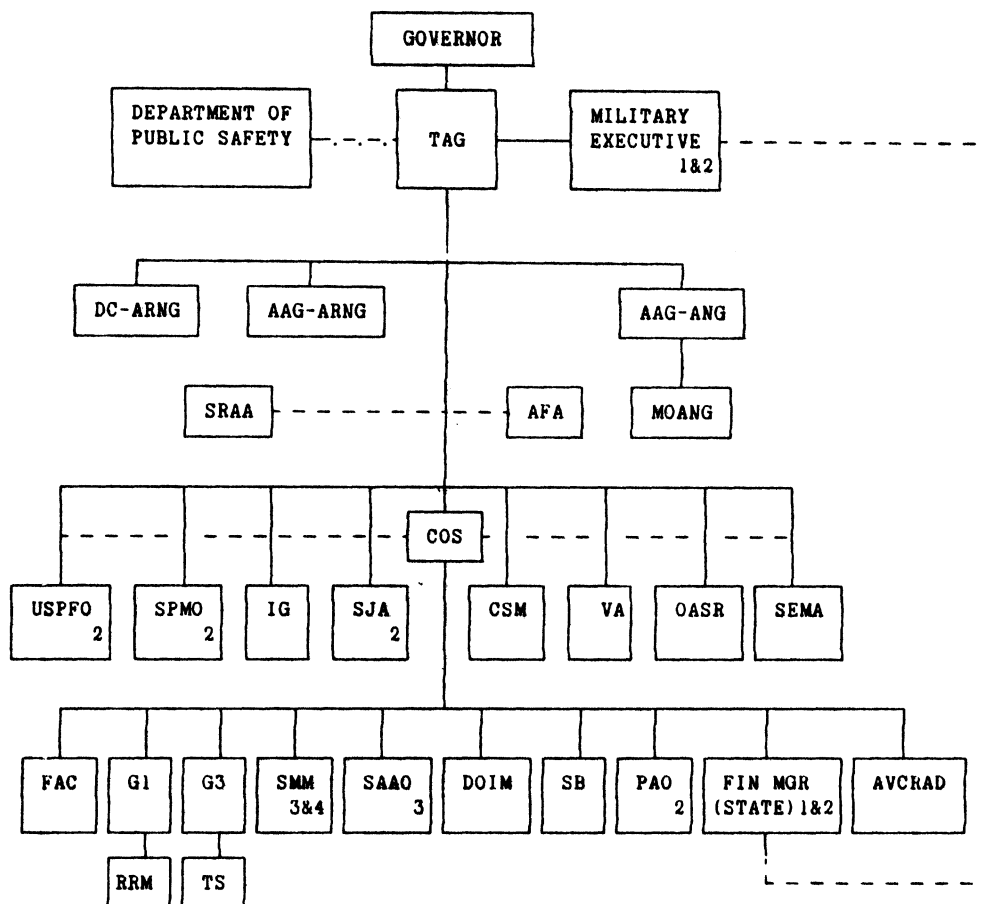 GOVERNOR
DEPARTMENT OF
PUBLIC SAFETY
TAG
MILITARY
EXECUTIVE
1&2
DC-ARNG
AAG-ARNG
AAG-ANG
SRAA
AFA
MOANG
COS
USPFO
2
SPMO
2
IG
SJA
2
CSM
VA
OASR
SEMA
FAC
G1
G3
SMM
3&4
SAAO
3
DOIM
SB
PAO
2
FIN MGR
(STATE) 1&2
AVCRAD
RRM
TS